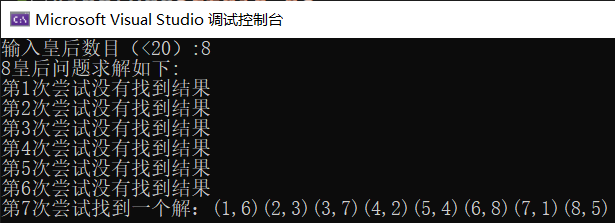 Microsoft Visual Studio 调试控制台
输入皇后数目（<20）:8
8皇后问题求解如下:
第1次尝试没有找到结果
第2次尝试没有找到结果
第3次尝试没有找到结果
第4次尝试没有找到结果
第5次尝试没有找到结果
第6次尝试没有找到结果
第7次尝试找到一个解：(1,6)(2,3)(3,7)(4,2)(5,4)(6,8)(7,1)(8,5)